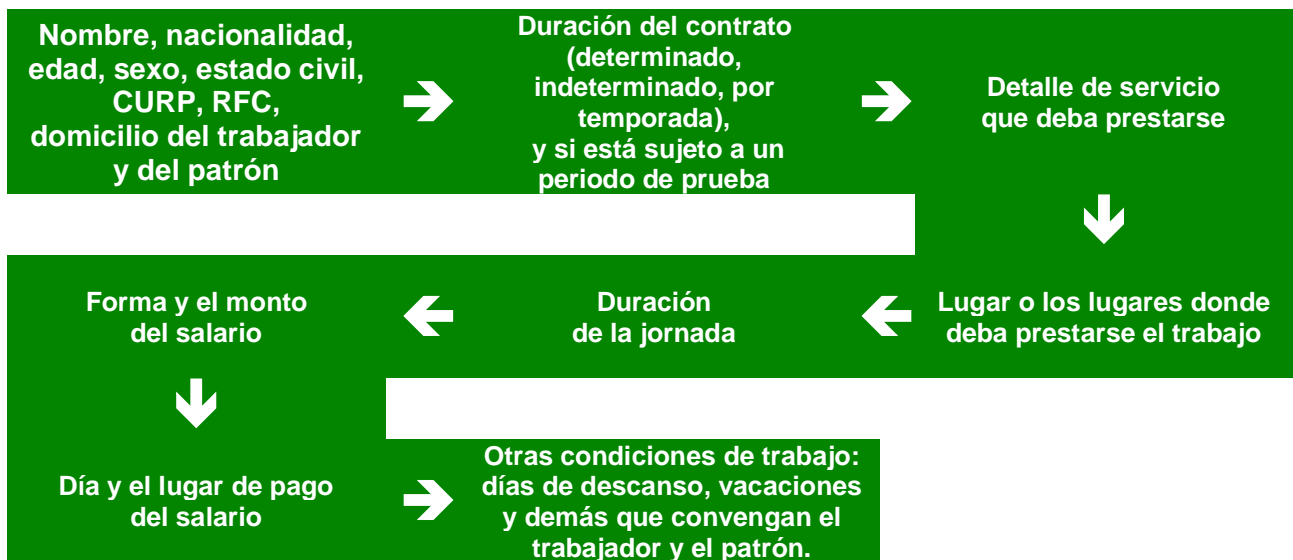 Nombre, nacionalidad,
edad, sexo, estado civil,
CURP, RFC,
domicilio del trabajador
y del patrón
Duración del contrato
(determinado,
indeterminado, por
temporada),
y si está sujeto a un
periodo de prueba
Detalle de servicio
que deba prestarse
Lugar o los lugares donde
deba prestarse el trabajo
Duración
de la jornada
Forma y el monto
del salario
Día y el lugar de pago
del salario
Otras condiciones de trabajo:
días de descanso, vacaciones
y demás que convengan el
trabajador y el patrón.